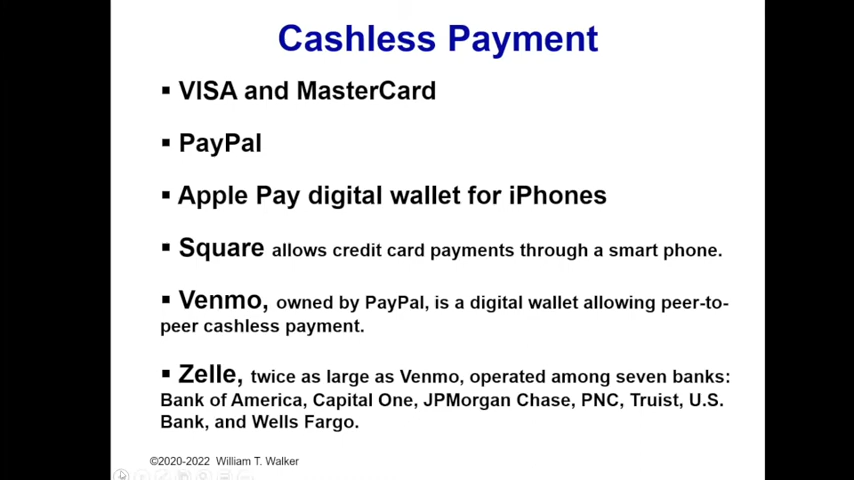 Cashless Payment
▪ VISA and MasterCard
▪ PayPal
▪ Apple Pay digital wallet for iPhones
▪ Square allows credit card payments through a smart phone.
▪ Venmo, owned by PayPal, is a digital wallet allowing peer-to-
peer cashless payment.
▪ Zelle, twice as large as Venmo, operated among seven banks:
Bank of America, Capital One, JPMorgan Chase, PNC, Truist, U.S.
Bank, and Wells Fargo.
©2020-2022 William T. Walker